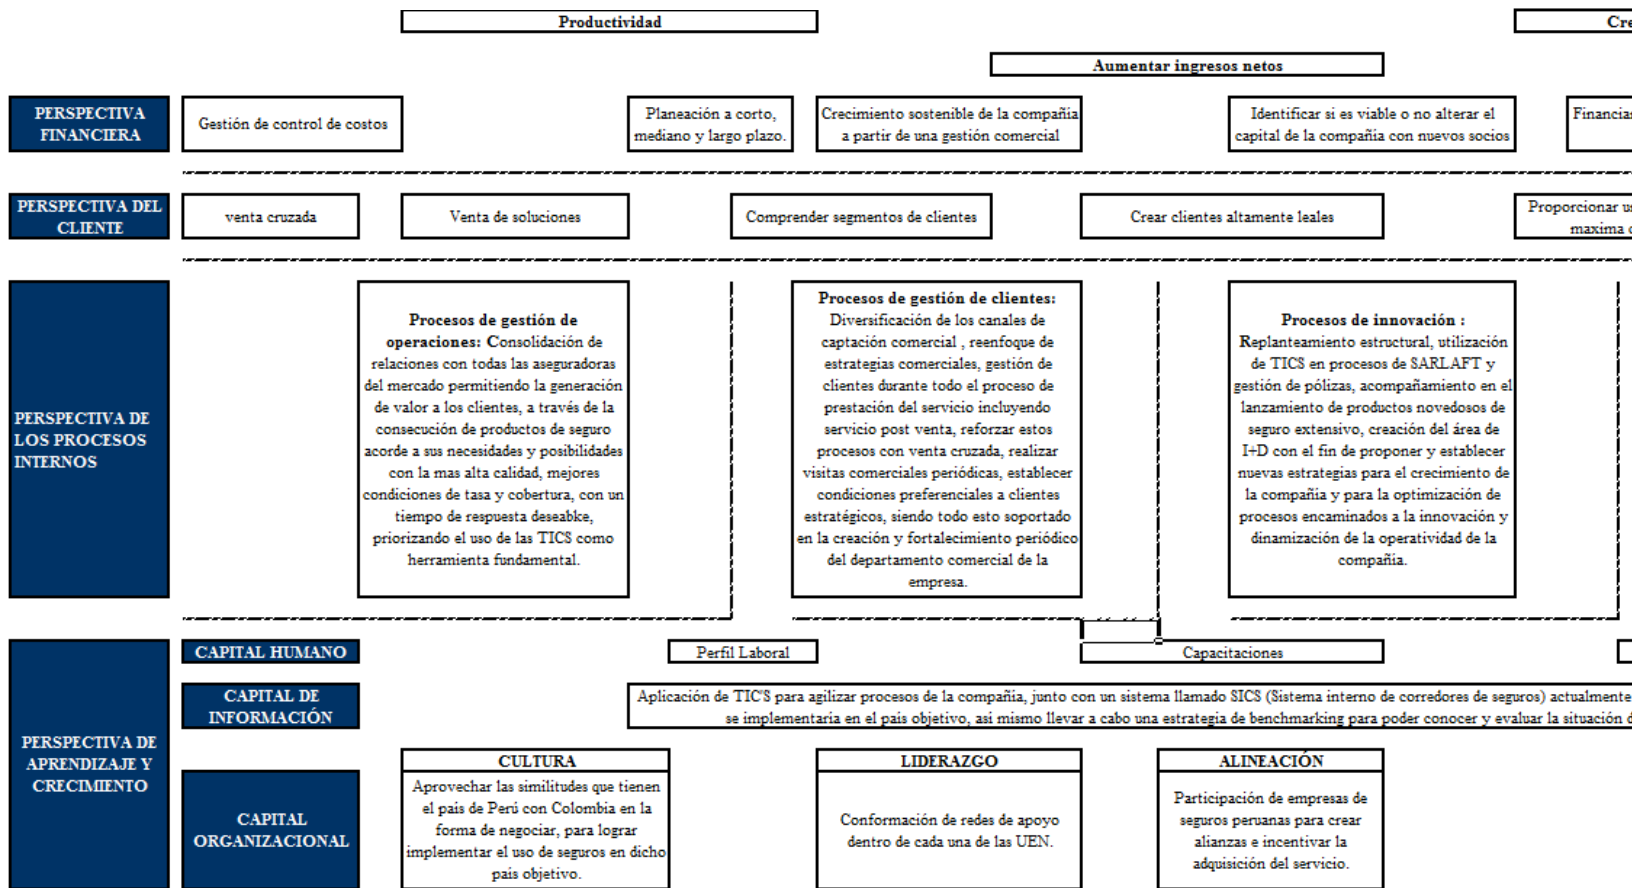 Productividad
Cre
Aumentar ingresos netos
PERSPECTIVA
FINANCIERA
Gestión de control de costos
Planeación a corto,
mediano y largo plazo.
Crecimiento sostenible de la compañía
a partir de una gestión comercial
Identificar si es viable o no alterar el
capital de la compañía con nuevos socios
Financias
PERSPECTIVA DEL
CLIENTE
venta cruzada
Venta de soluciones
Comprender segmentos de clientes
Crear clientes altamente leales
Proporcionar us
maxima c
PERSPECTIVA DE
LOS PROCESOS
INTERNOS
Procesos de gestión de
operaciones: Consolidación de
relaciones con todas las aseguradoras
del mercado permitiendo la generación
de valor a los clientes, a través de la
consecución de productos de seguro
acorde a sus necesidades y posibilidades
con la mas alta calidad, mejores
condiciones de tasa y cobertura, con un
tiempo de respuesta deseabke,
priorizando el uso de las TICS como
herramienta fundamental.
Procesos de gestión de clientes:
Diversificación de los canales de
captación comercial , reenfoque de
estrategias comerciales, gestión de
clientes durante todo el proceso de
prestación del servicio incluyendo
servicio post venta, reforzar estos
procesos con venta cruzada, realizar
visitas comerciales periódicas, establecer
condiciones preferenciales a clientes
estratégicos, siendo todo esto soportado
en la creación y fortalecimiento periódico
del departamento comercial de la
empresa.
Procesos de innovación :
Replanteamiento estructural, utilización
de TICS en procesos de SARLAFT y
gestión de pólizas, acompañamiento en el
lanzamiento de productos novedosos de
seguro extensivo, creación del área de
I+D con el fin de proponer y establecer
nuevas estrategias para el crecimiento de
la compañía y para la optimización de
procesos encaminados a la innovación y
dinamización de la operatividad de la
compañía.
PERSPECTIVA DE
APRENDIZAJE Y
CRECIMIENTO
CAPITAL HUMANO
Perfil Laboral
Capacitaciones
CAPITAL DE
INFORMACIÓN
Aplicación de TIC'S para agilizar procesos de la compañía, junto con un sistema llamado SICS (Sistema interno de corredores de seguros) actualmente
se implementaria en el país objetivo, asi mismo llevar a cabo una estrategia de benchmarking para poder conocer y evaluar la situación d
CAPITAL
ORGANIZACIONAL
CULTURA
Aprovechar las similitudes que tienen
el pais de Perú con Colombia en la
forma de negociar, para lograr
implementar el uso de seguros en dicho
pais objetivo.
LIDERAZGO
Conformación de redes de apoyo
dentro de cada una de las UEN.
ALINEACIÓN
Participación de empresas de
seguros peruanas para crear
alianzas e incentivar la
adquisición del servicio.